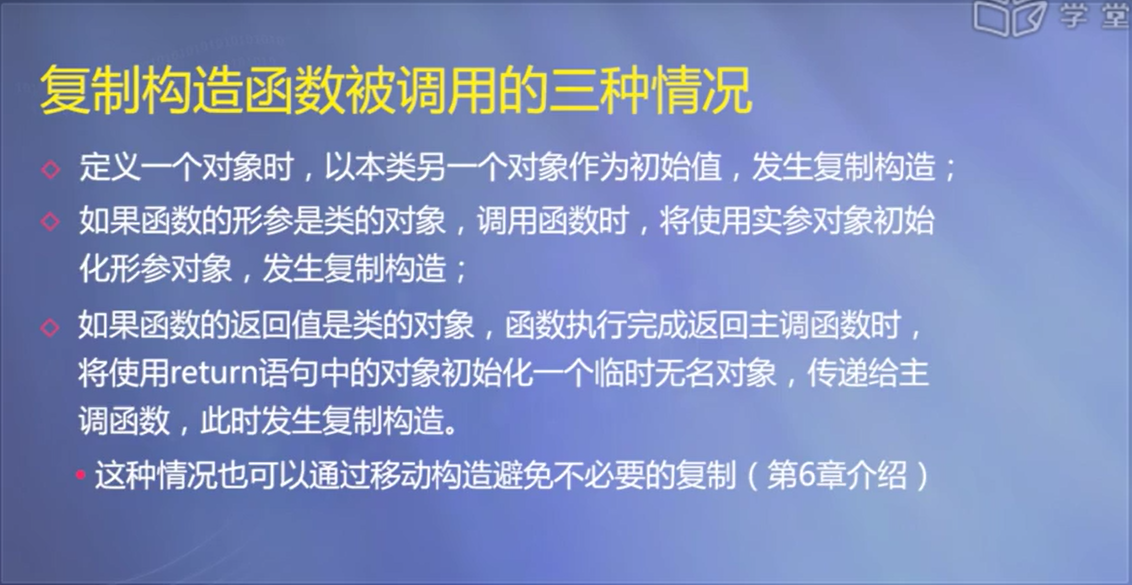 学堂
复制构造函数被调用的三种情况
定义一个对象时，以本类另一个对象作为初始值，发生复制构造；
如果函数的形参是类的对象，调用函数时，将使用实参对象初始
化形参对象，发生复制构造；
如果函数的返回值是类的对象，函数执行完成返回主调函数时，
将使用return语句中的对象初始化一个临时无名对象，传递给主
调函数，此时发生复制构造。
这种情况也可以通过移动构造避免不必要的复制（第6章介绍）